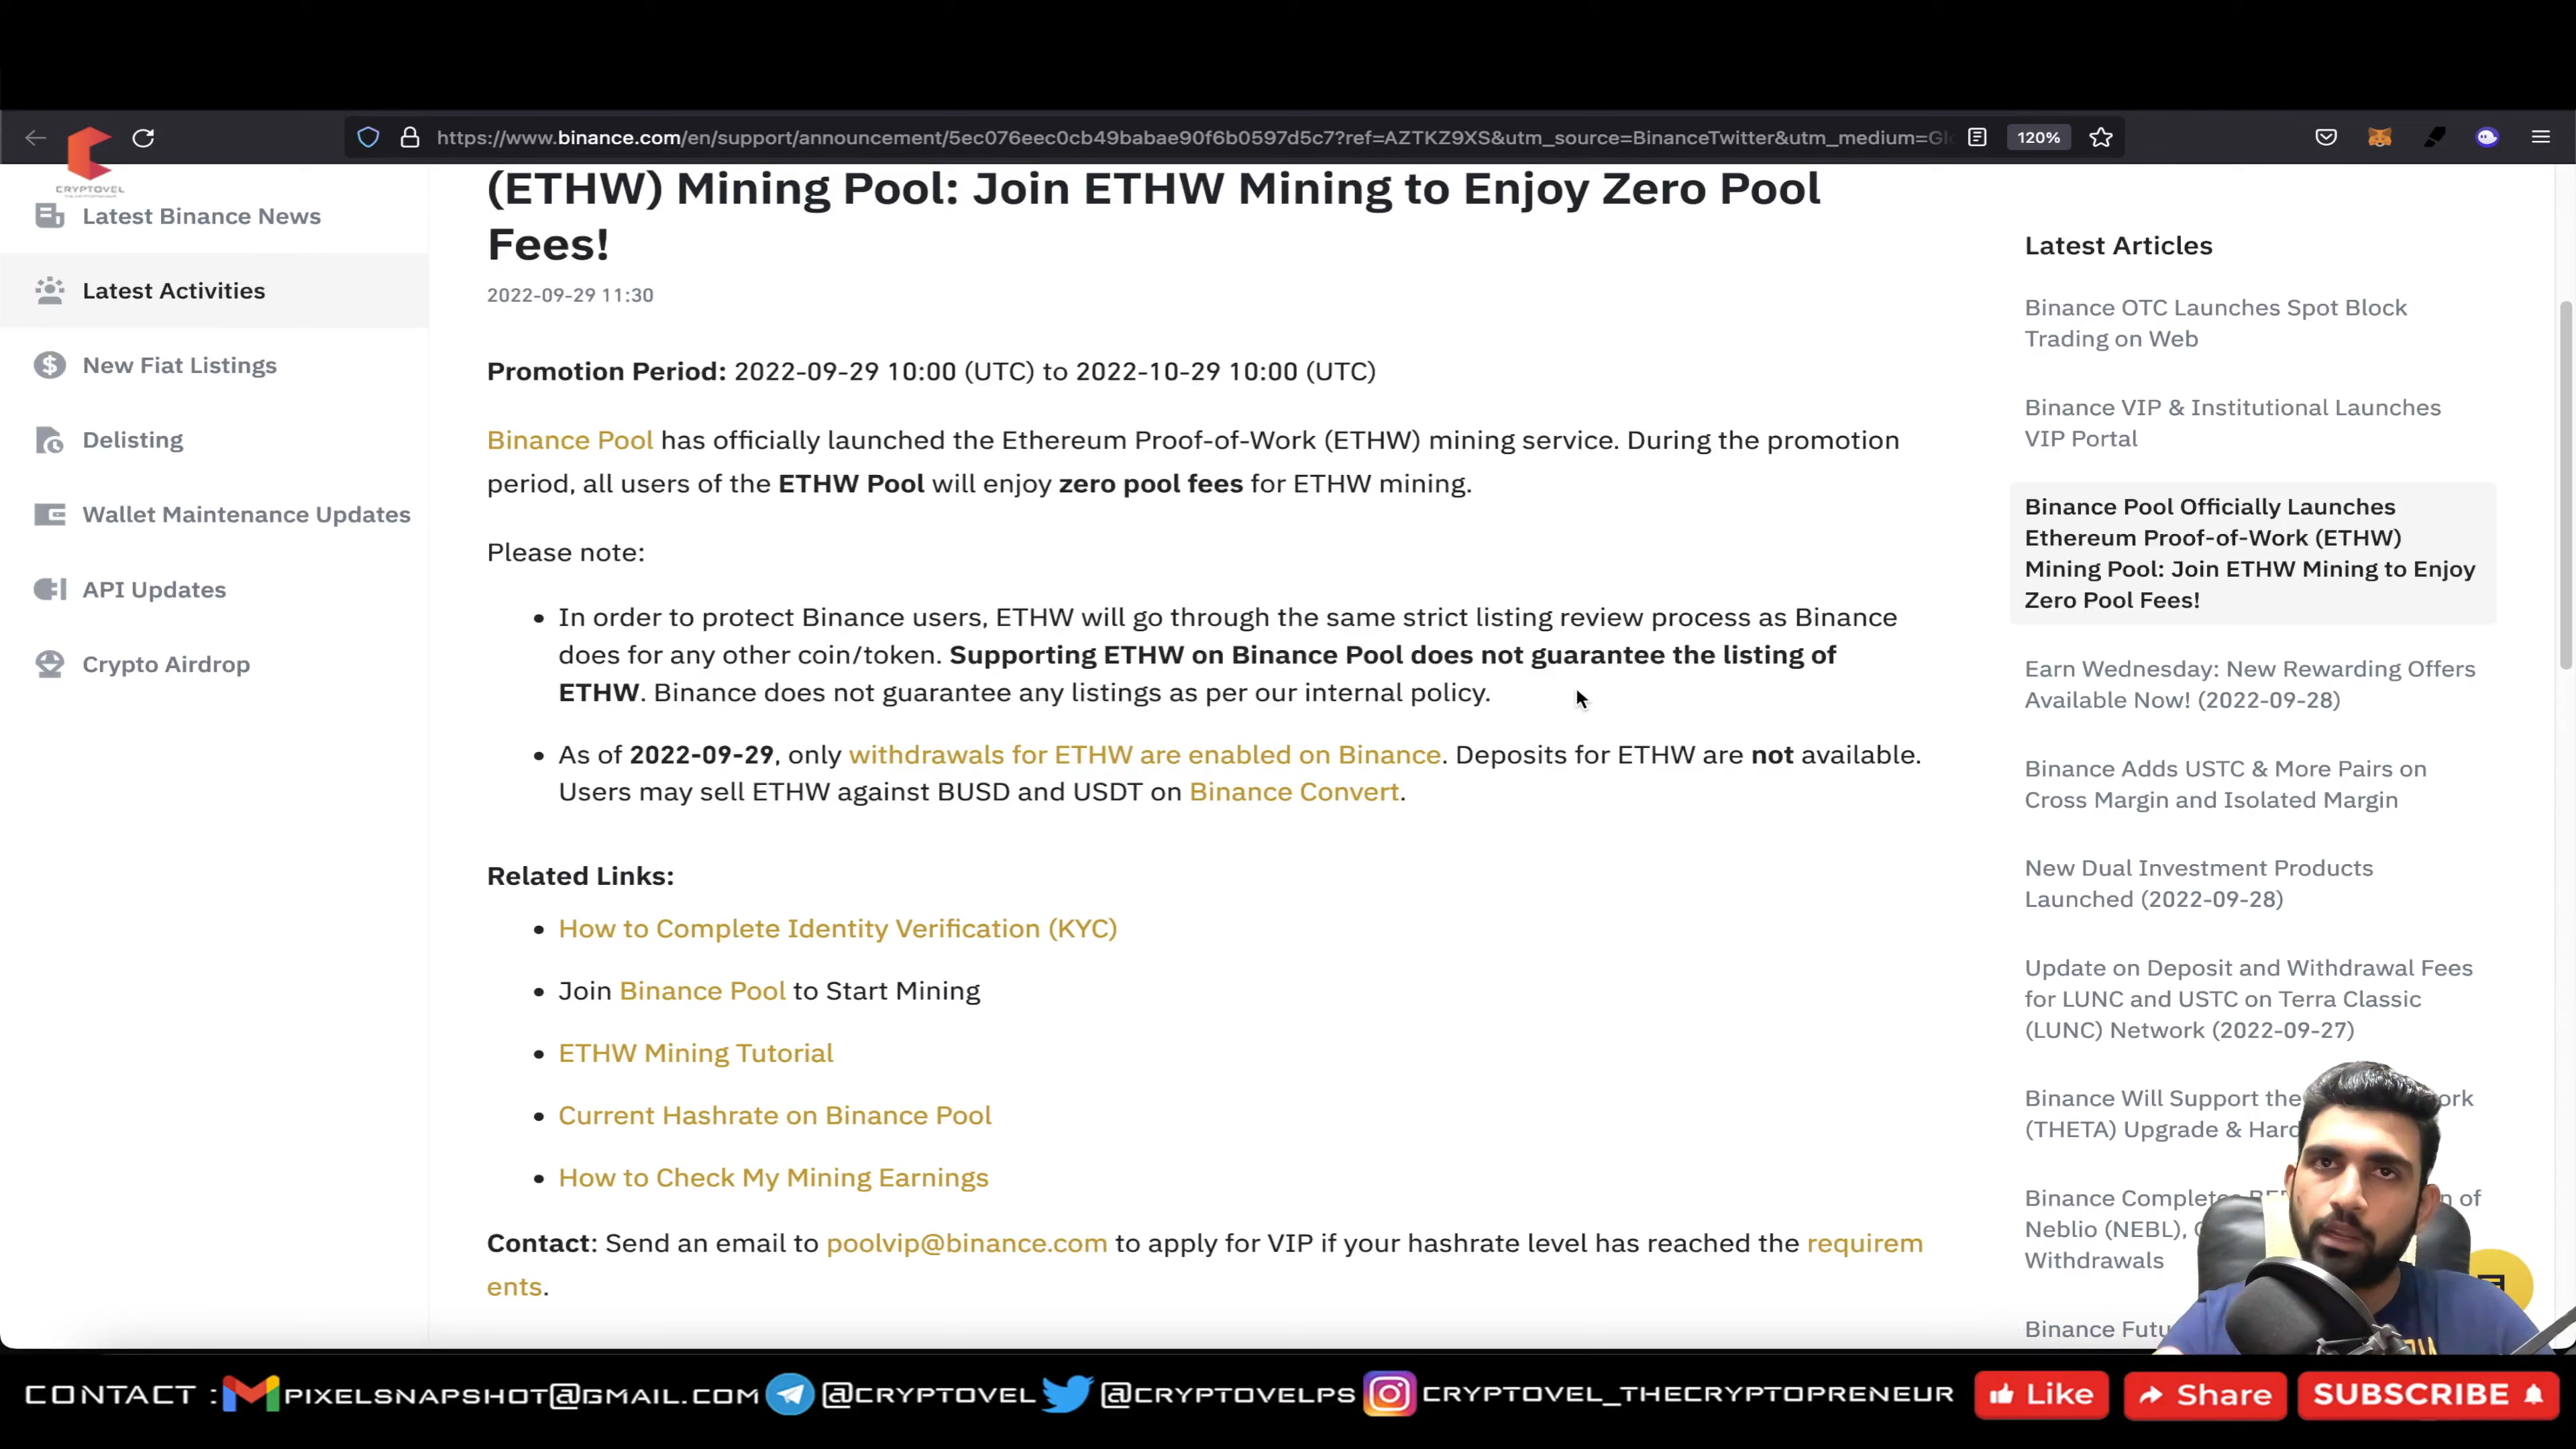 https://www.binance.com/en/support/announcement/5ec076eec0cb49babae90f6b0597d5c7?ref=AZTKZ9XS&utm_source=BinanceTwitter&utm_medium=Glo
120%
CRYPTOVEL
Latest Binance News
Latest Activities
New Fiat Listings
Delisting
Wallet Maintenance Updates
API Updates
Crypto Airdrop
(ETHW) Mining Pool: Join ETHW Mining to Enjoy Zero Pool
Fees!
2022-09-29 11:30
Promotion Period: 2022-09-29 10:00 (UTC) to 2022-10-29 10:00 (UTC)
Binance Pool has officially launched the Ethereum Proof-of-Work (ETHW) mining service. During the promotion
period, all users of the ETHW Pool will enjoy zero pool fees for ETHW mining.
Please note:
• In order to protect Binance users, ETHW will go through the same strict listing review process as Binance
does for any other coin/token. Supporting ETHW on Binance Pool does not guarantee the listing of
ETHW. Binance does not guarantee any listings as per our internal policy.
• As of 2022-09-29, only withdrawals for ETHW are enabled on Binance. Deposits for ETHW are not available.
Users may sell ETHW against BUSD and USDT on Binance Convert.
Related Links:
• How to Complete Identity Verification (KYC)
• Join Binance Pool to Start Mining
• ETHW Mining Tutorial
• Current Hashrate on Binance Pool
• How to Check My Mining Earnings
Contact: Send an email to poolvip@binance.com to apply for VIP if your hashrate level has reached the requirem
ents.
Latest Articles
Binance OTC Launches Spot Block
Trading on Web
Binance VIP & Institutional Launches
VIP Portal
Binance Pool Officially Launches
Ethereum Proof-of-Work (ETHW)
Mining Pool: Join ETHW Mining to Enjoy
Zero Pool Fees!
Earn Wednesday: New Rewarding Offers
Available Now! (2022-09-28)
Binance Adds USTC & More Pairs on
Cross Margin and Isolated Margin
New Dual Investment Products
Launched (2022-09-28)
Update on Deposit and Withdrawal Fees
for LUNC and USTC on Terra Classic
(LUNC) Network (2022-09-27)
Binance Will Support the ork
(THETA) Upgrade & Hard
Binance Completes n of
Neblio (NEBL),
Withdrawals
Binance Futu
CONTACT : PIXELSNAPSHOT@GMAIL.COM @CRYPTOVEL @CRYPTOVELPS CRYPTOVEL_THECRYPTOPRENEUR Like Share SUBSCRIBE